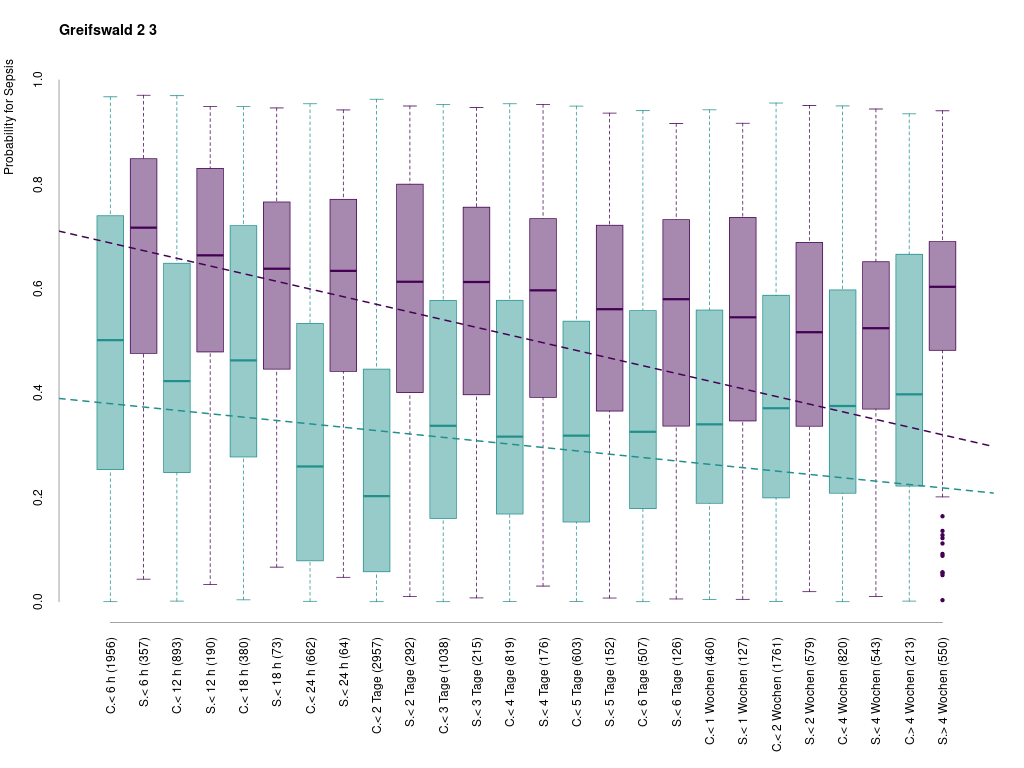 Greifswald 2 3
Probability for Sepsis
1.0
0.8
0.6
0.4
0.2
0.0
C.< 6 h (1956)
S.< 6 h (357)
C.< 12 h (893)
S.< 12 h (190)
C.< 18 h (380)
S.< 18 h (73)
C.< 24 h (662)
S.< 24 h (64)
C.< 2 Tage (2957)
S.< 2 Tage (292)
C.< 3 Tage (1038)
S.< 3 Tage (215)
C.< 4 Tage (819)
S.< 4 Tage (176)
C.< 5 Tage (603)
S.< 5 Tage (152)
C.< 6 Tage (507)
S.< 6 Tage (126)
C.< 1 Wochen (460)
S.< 1 Wochen (127)
C.< 2 Wochen (1761)
S.< 2 Wochen (579)
C.< 4 Wochen (820)
S.< 4 Wochen (543)
C.> 4 Wochen (213)
S.> 4 Wochen (550)